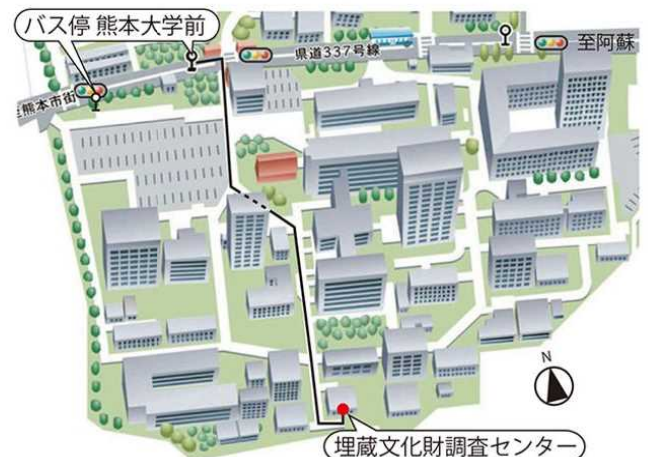 バス停 熊本大学前
県道337号線
至阿蘇
至熊本市街
N
埋蔵文化財調査センター